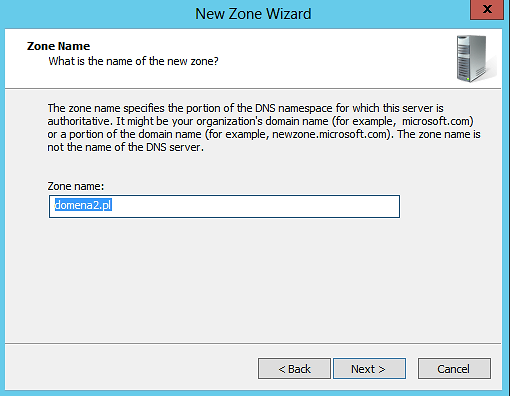 New Zone Wizard
x
Zone Name
What is the name of the new zone?
The zone name specifies the portion of the DNS namespace for which this server is
authoritative. It might be your organization's domain name (for example, microsoft.com)
or a portion of the domain name (for example, newzone.microsoft.com). The zone name is
not the name of the DNS server.
Zone name:
domena2.pl
< Back Next > Cancel